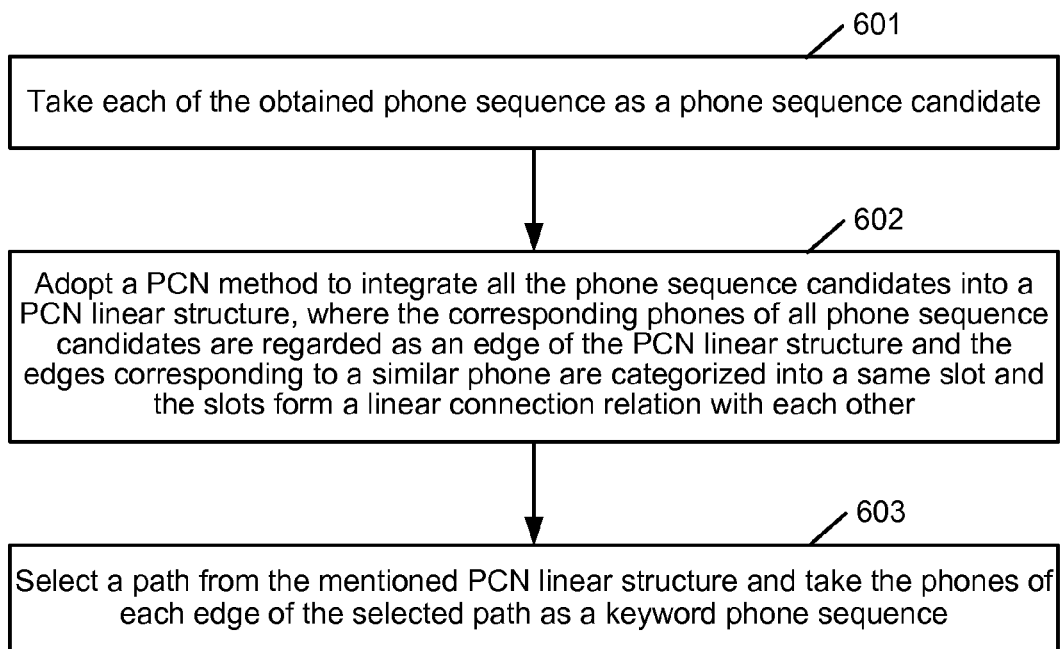 601
Take each of the obtained phone sequence as a phone sequence candidate
602
Adopt a PCN method to integrate all the phone sequence candidates into a
PCN linear structure, where the corresponding phones of all phone sequence
candidates are regarded as an edge of the PCN linear structure and the
edges corresponding to a similar phone are categorized into a same slot and
the slots form a linear connection relation with each other
603
Select a path from the mentioned PCN linear structure and take the phones of
each edge of the selected path as a keyword phone sequence